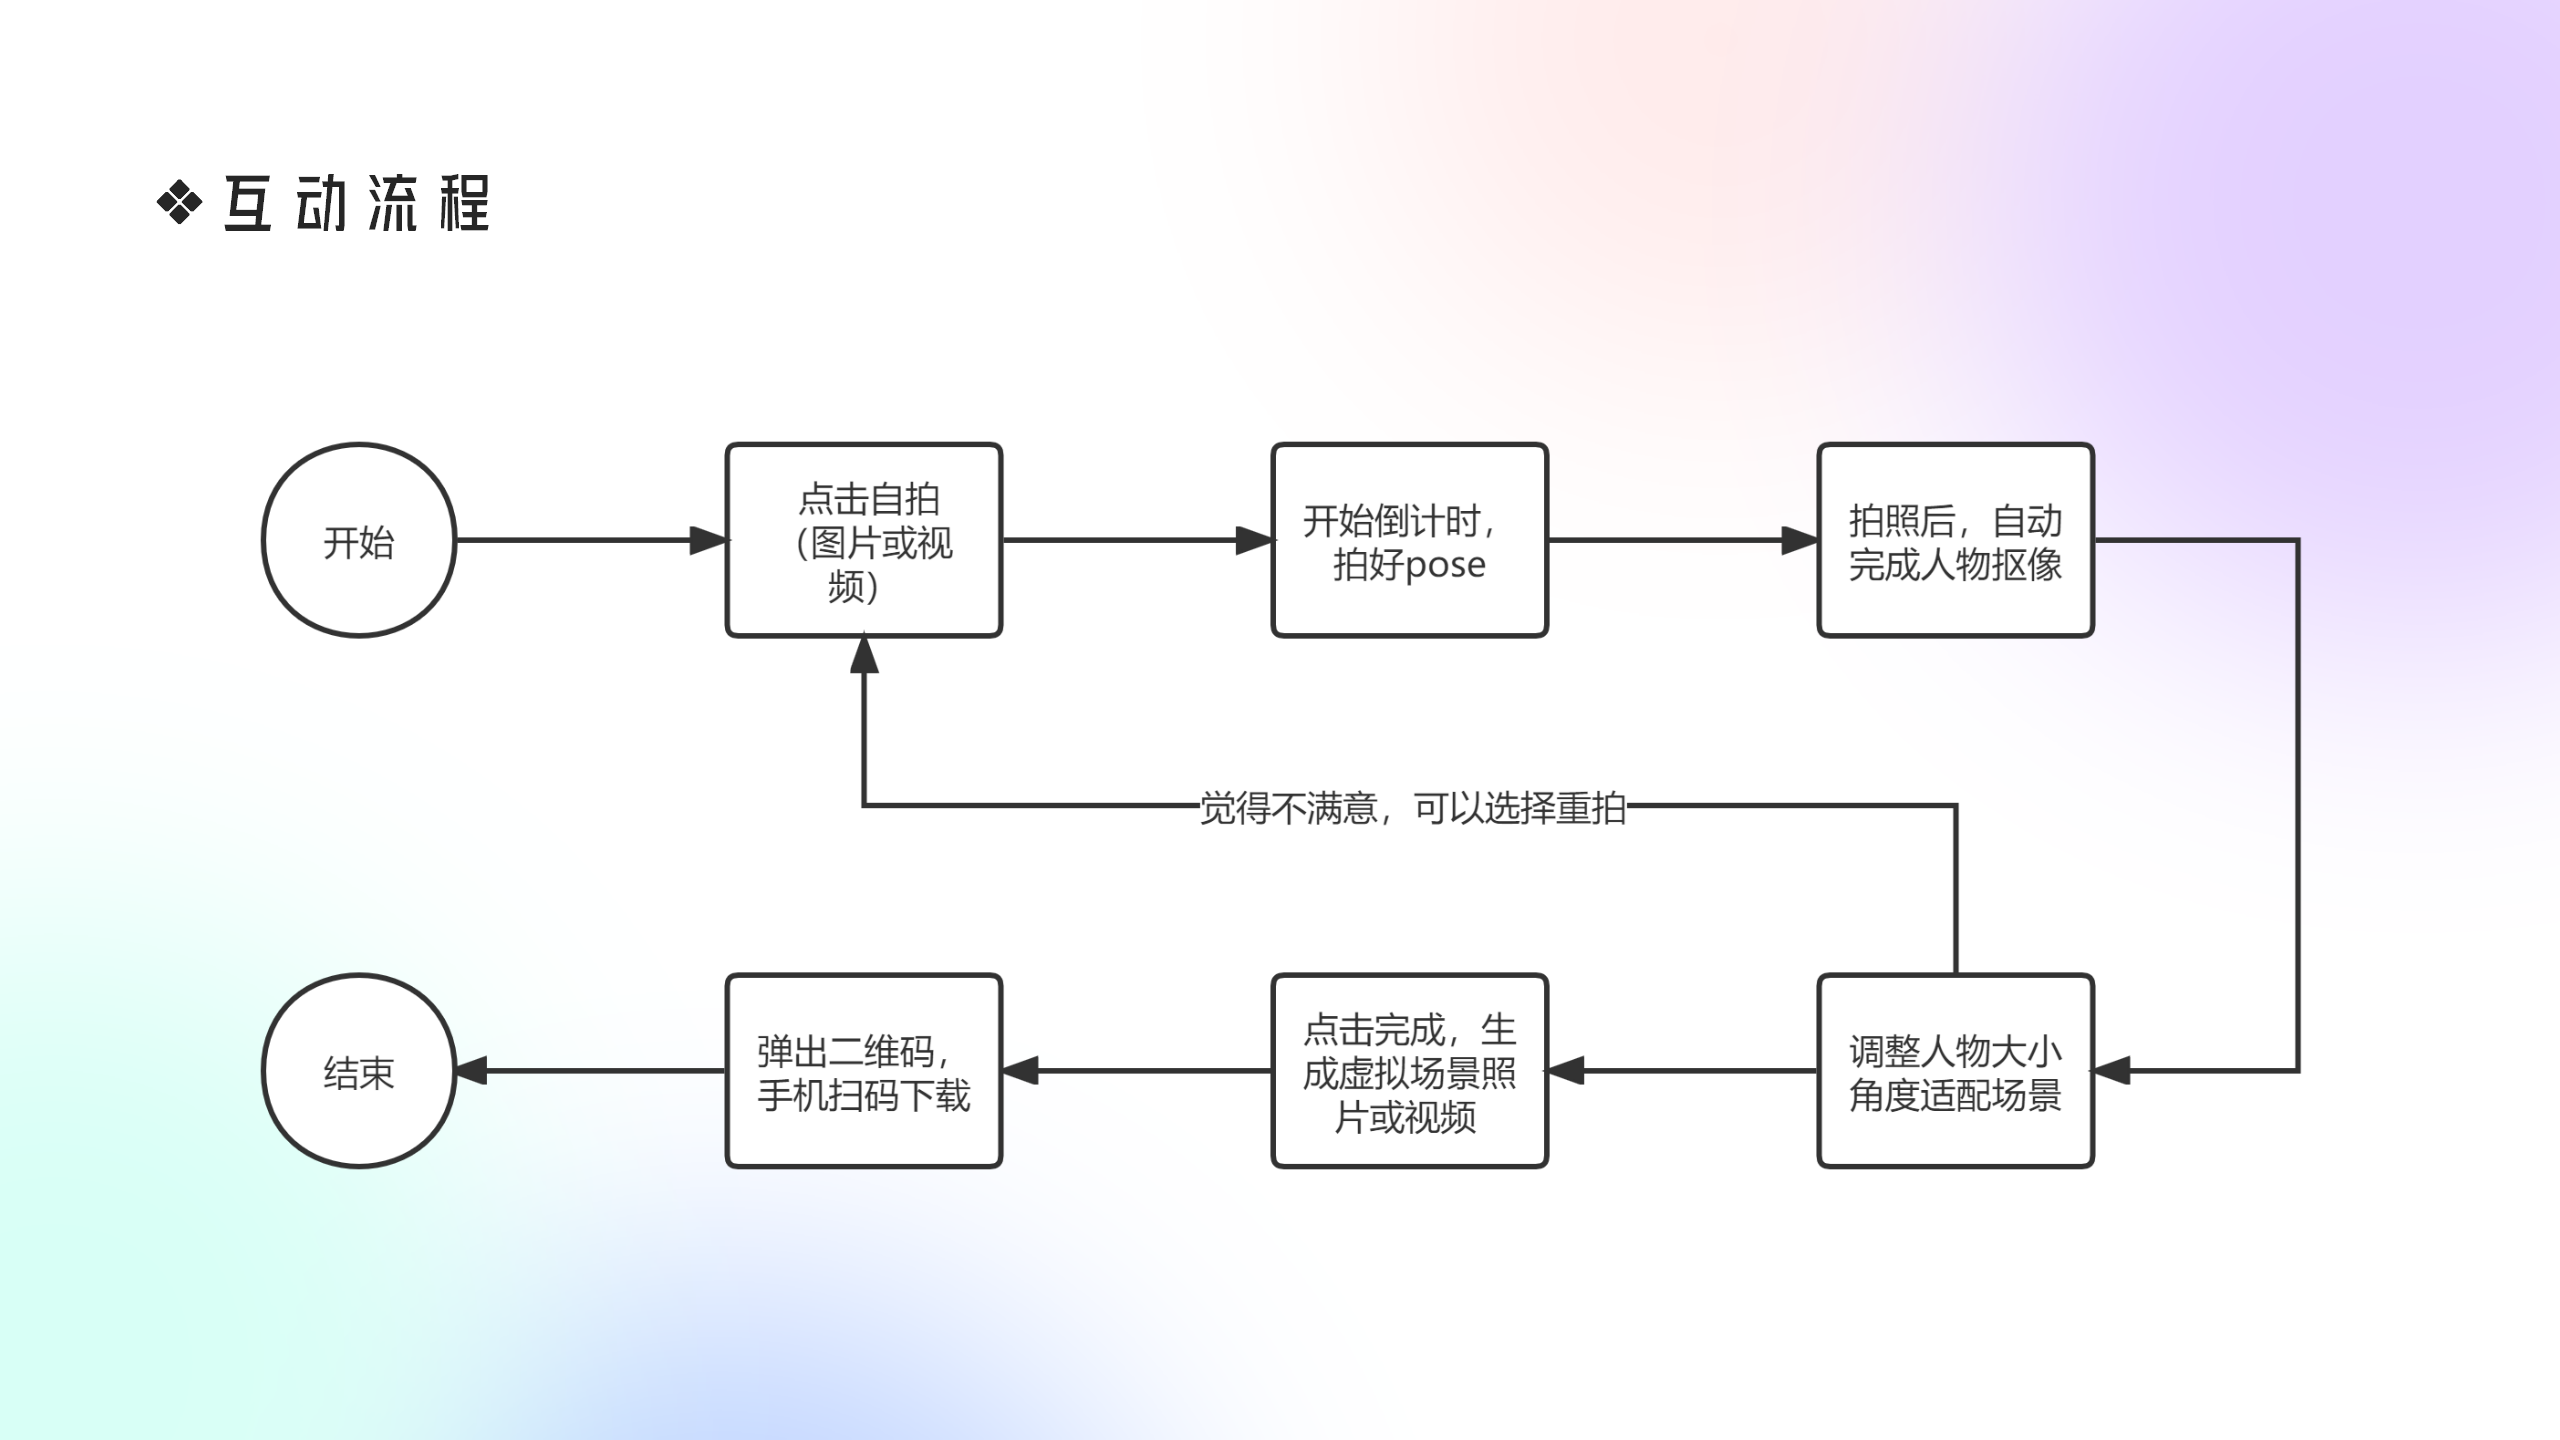 ❖互动流程
开始
点击自拍
（图片或视
频）
开始倒计时，
拍好pose
拍照后，自动
完成人物抠像
觉得不满意，可以选择重拍
结束
弹出二维码，
手机扫码下载
点击完成，生
成虚拟场景照
片或视频
调整人物大小
角度适配场景